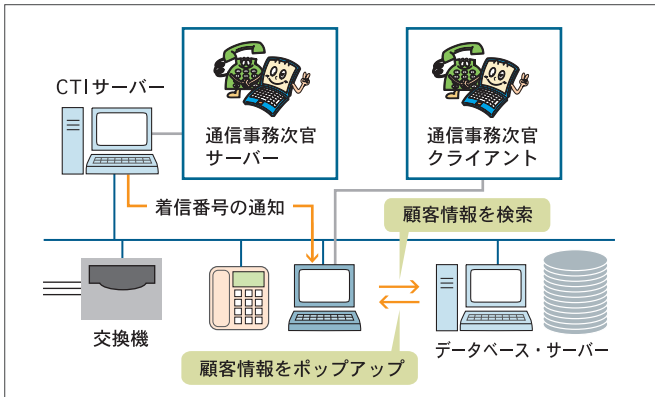 CTIサーバー
通信事務次官
サーバー
通信事務次官
クライアント
着信番号の通知
顧客情報を検索
交換機
顧客情報をポップアップ
データベース・サーバー